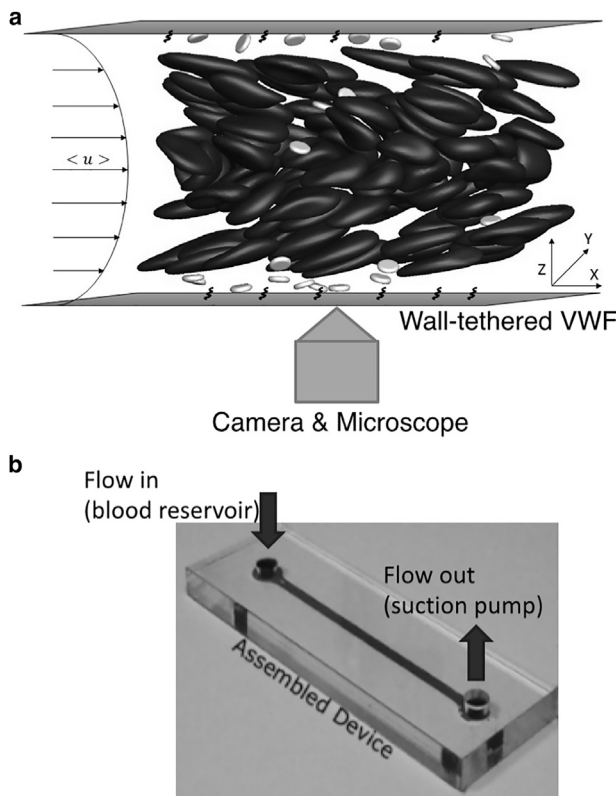 a
< u >
Z
Y
X
Wall-tethered VWF
Camera & Microscope
b
Flow in
(blood reservoir)
Flow out
(suction pump)
Assembled Device